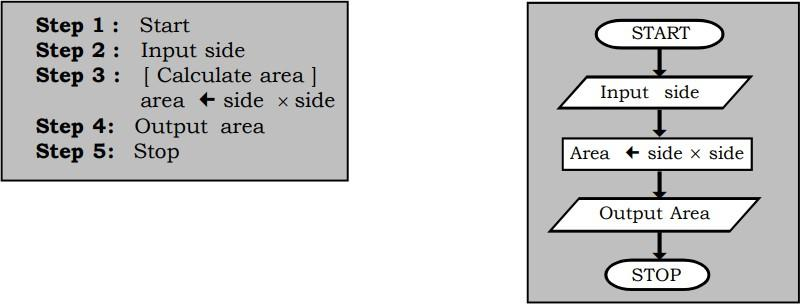 Step 1 : Start
Step 2 : Input side
Step 3 : [ Calculate area ]
area ← side × side
Step 4: Output area
Step 5: Stop
START
Input side
Area ← side × side
Output Area
STOP